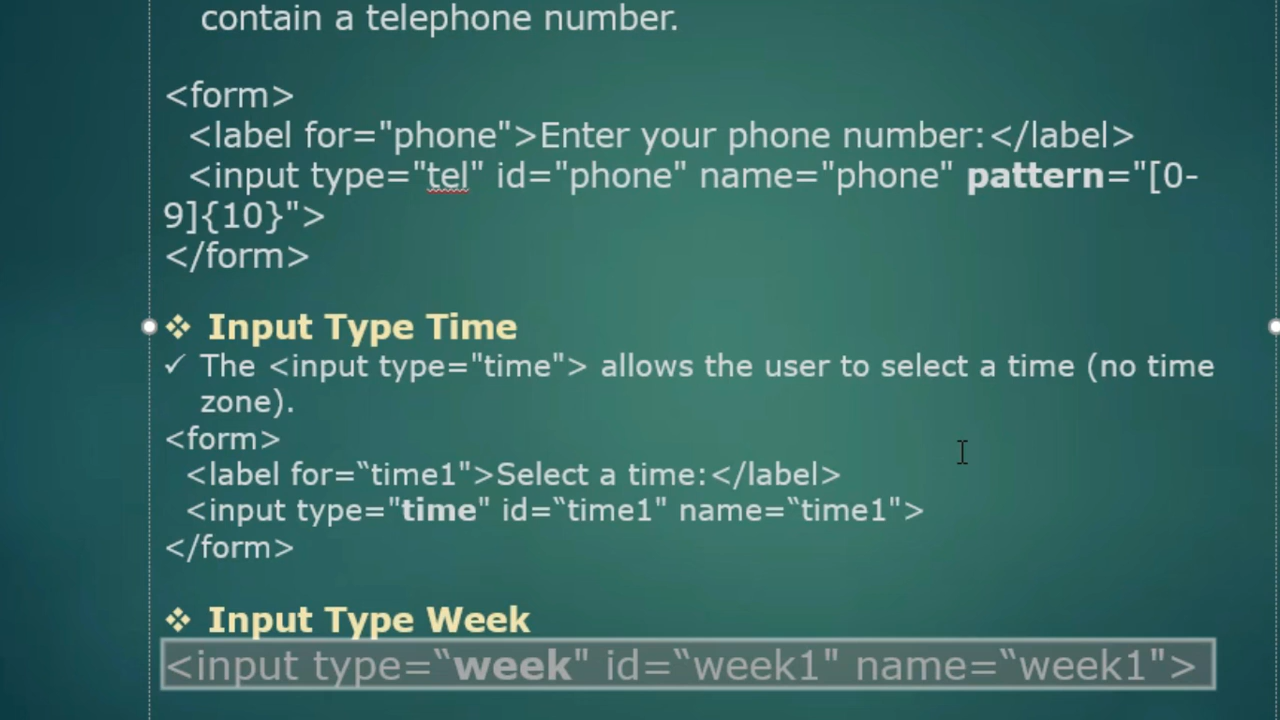 contain a telephone number.
<form>
<label for="phone">Enter your phone number:</label>
<input type="tel" id="phone" name="phone" pattern="[0-
9]{10}">
</form>
❖ Input Type Time
✓ The <input type="time"> allows the user to select a time (no time
zone).
<form>
<label for=“time1">Select a time:</label>
<input type="time" id=“time1" name=“time1">
</form>
❖ Input Type Week
<input type=“week" id=“week1" name=“week1">